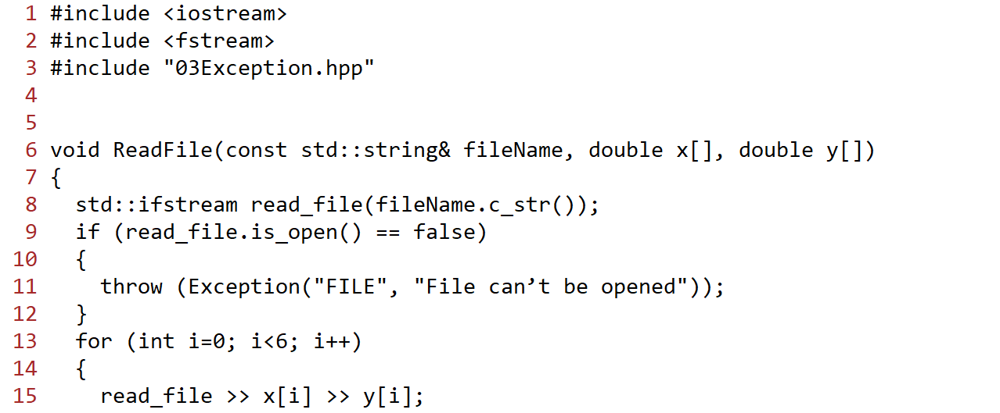 1 #include <iostream>
2 #include <fstream>
3 #include "03Exception.hpp"
4
5
6 void ReadFile(const std::string& fileName, double x[], double y[])
7 {
8   std::ifstream read_file(fileName.c_str());
9   if (read_file.is_open() == false)
10   {
11     throw (Exception("FILE", "File can’t be opened"));
12   }
13   for (int i=0; i<6; i++)
14   {
15     read_file >> x[i] >> y[i];